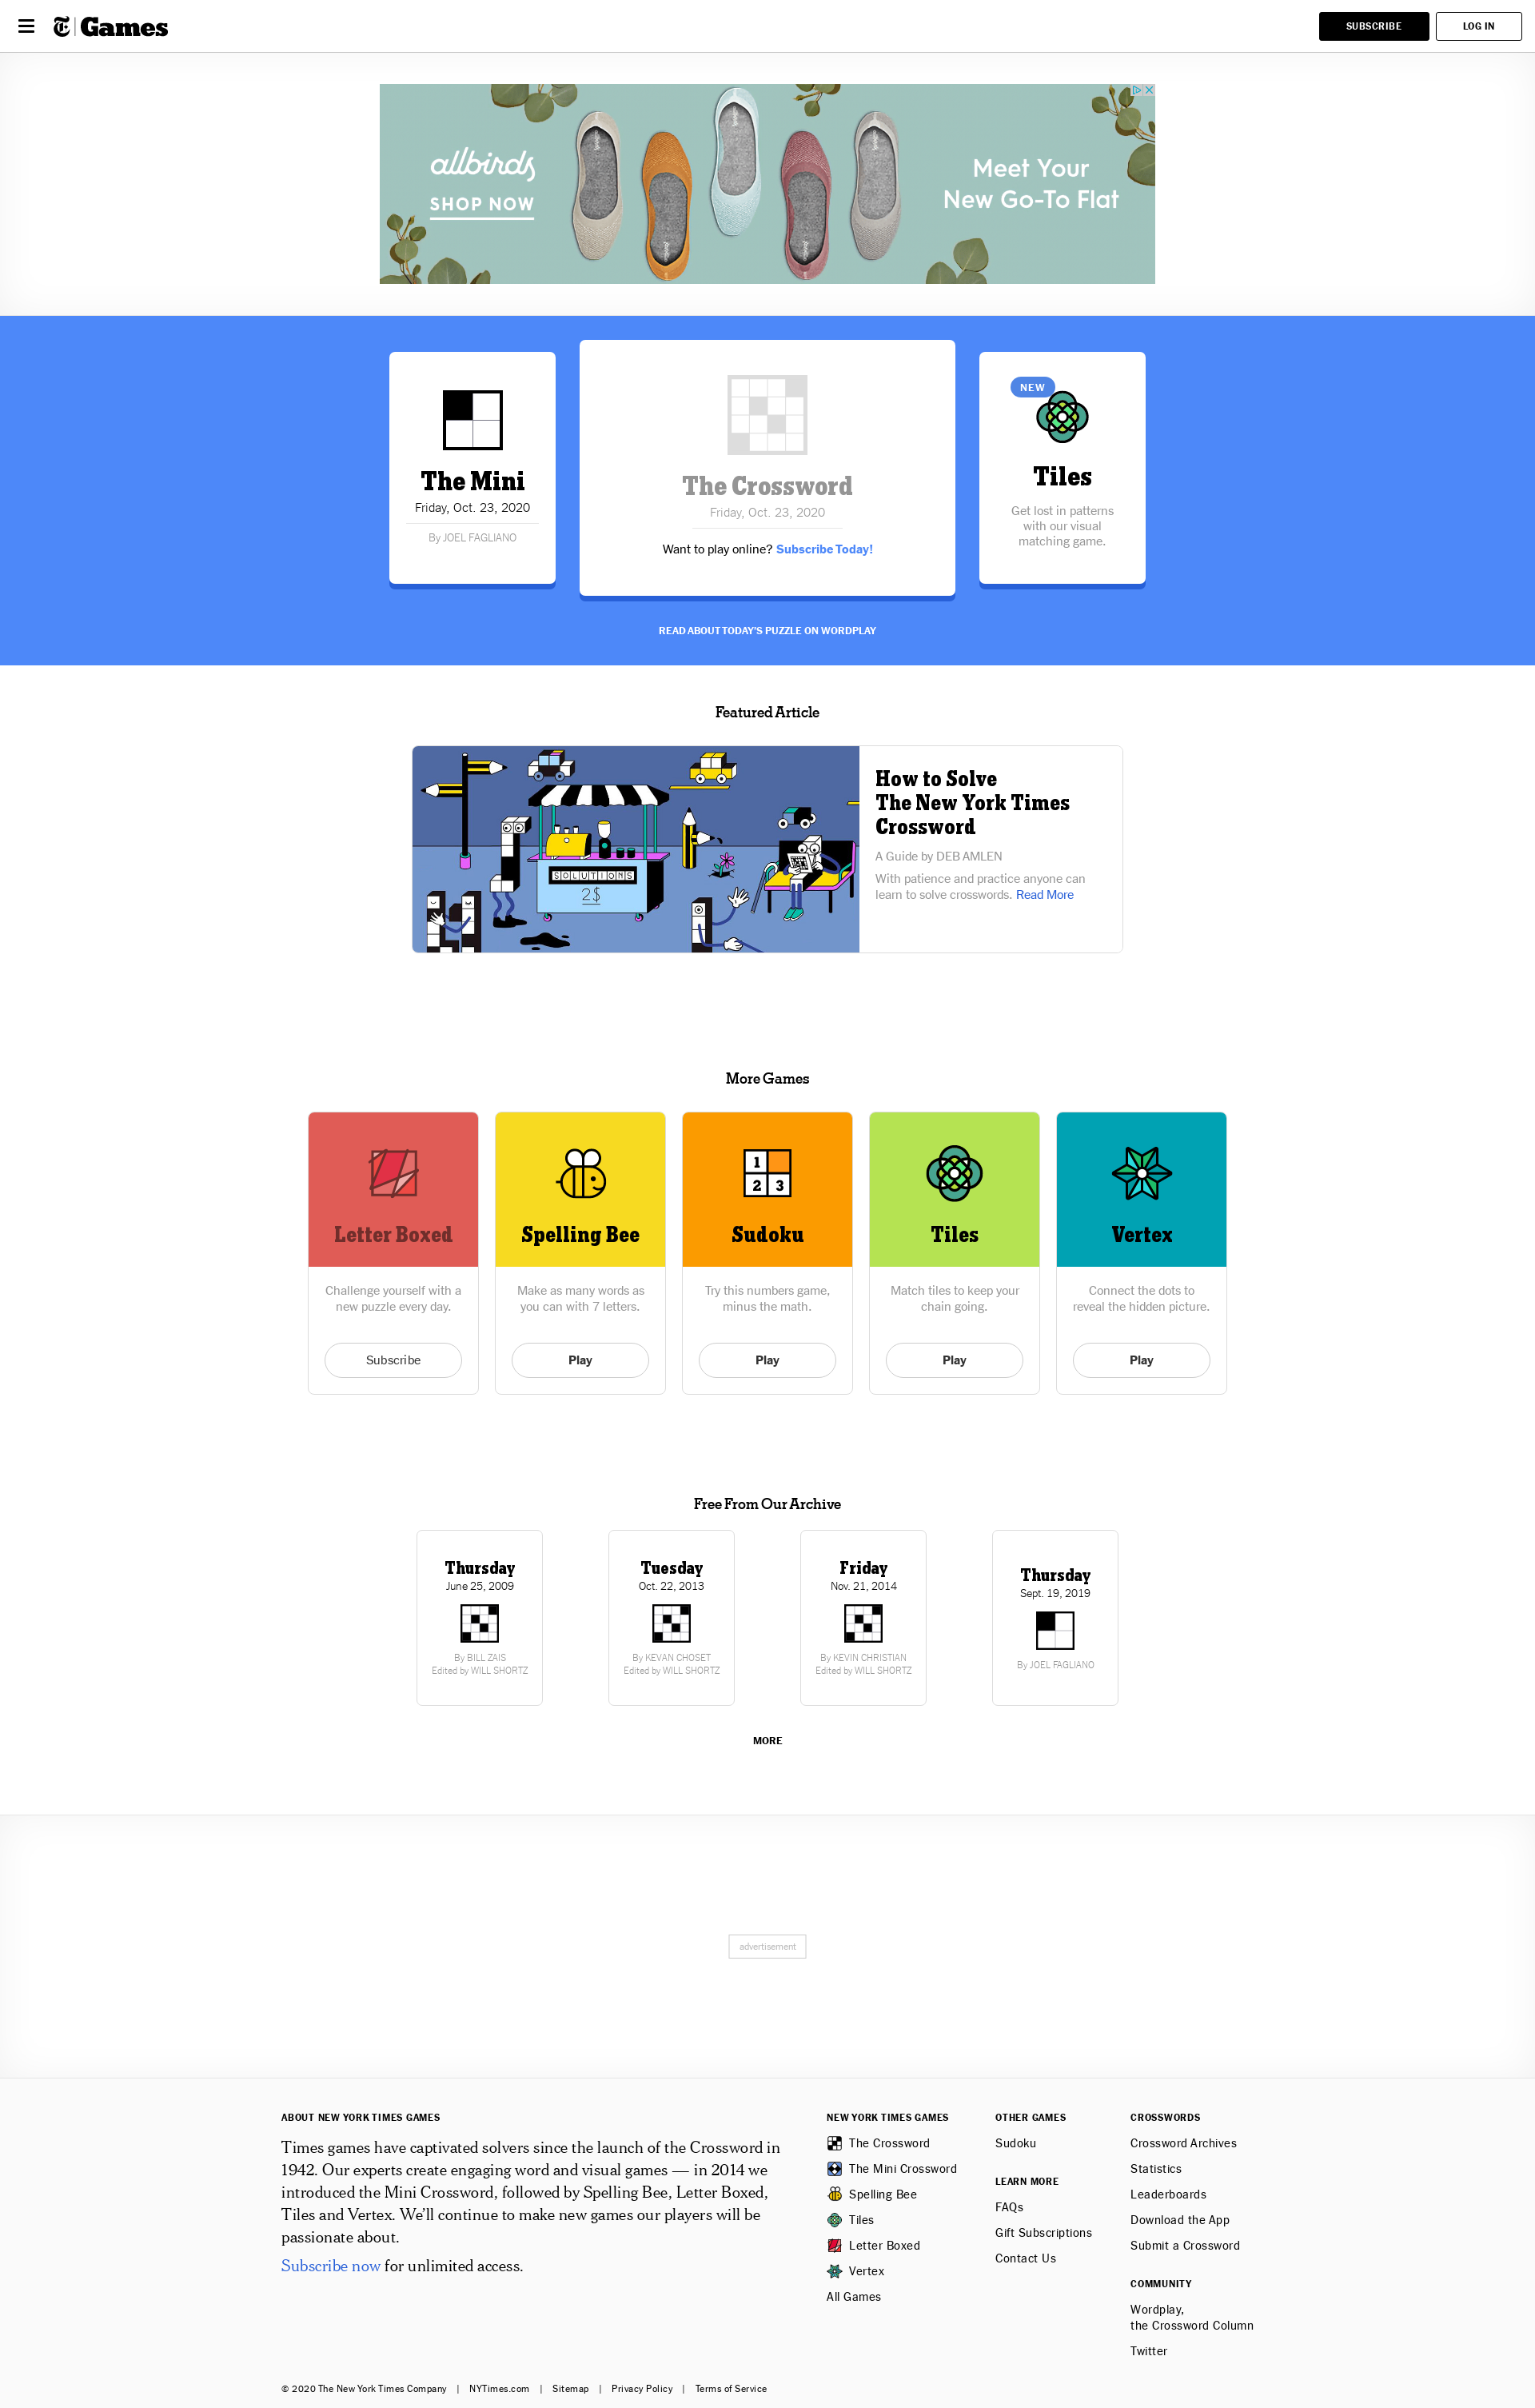 Games
SUBSCRIBE
LOG IN
allbirds
SHOP NOW
Meet Your
New Go-To Flat
The Mini
Friday, Oct. 23, 2020
By JOEL FAGLIANO
The Crossword
Friday, Oct. 23, 2020
Want to play online? Subscribe Today!
NEW
Tiles
Get lost in patterns
with our visual
matching game.
READ ABOUT TODAY'S PUZZLE ON WORDPLAY
Featured Article
SOLUTIONS
2$
How to Solve
The New York Times
Crossword
A Guide by DEB AMLEN
With patience and practice anyone can
learn to solve crosswords. Read More
More Games
Letter Boxed
Challenge yourself with a
new puzzle every day.
Subscribe
Spelling Bee
Make as many words as
you can with 7 letters.
Play
1
2 3
Sudoku
Try this numbers game,
minus the math.
Play
Tiles
Match tiles to keep your
chain going.
Play
Vertex
Connect the dots to
reveal the hidden picture.
Play
Free From Our Archive
Thursday
June 25, 2009
By BILL ZAIS
Edited by WILL SHORTZ
Tuesday
Oct. 22, 2013
By KEVAN CHOSET
Edited by WILL SHORTZ
Friday
Nov. 21, 2014
By KEVIN CHRISTIAN
Edited by WILL SHORTZ
Thursday
Sept. 19, 2019
By JOEL FAGLIANO
MORE
advertisement
ABOUT NEW YORK TIMES GAMES
Times games have captivated solvers since the launch of the Crossword in
1942. Our experts create engaging word and visual games — in 2014 we
introduced the Mini Crossword, followed by Spelling Bee, Letter Boxed,
Tiles and Vertex. We'll continue to make new games our players will be
passionate about.
Subscribe now for unlimited access.
NEW YORK TIMES GAMES
The Crossword
The Mini Crossword
Spelling Bee
Tiles
Letter Boxed
Vertex
All Games
OTHER GAMES
Sudoku
LEARN MORE
FAQs
Gift Subscriptions
Contact Us
CROSSWORDS
Crossword Archives
Statistics
Leaderboards
Download the App
Submit a Crossword
COMMUNITY
Wordplay,
the Crossword Column
Twitter
© 2020 The New York Times Company | NYTimes.com | Sitemap | Privacy Policy | Terms of Service